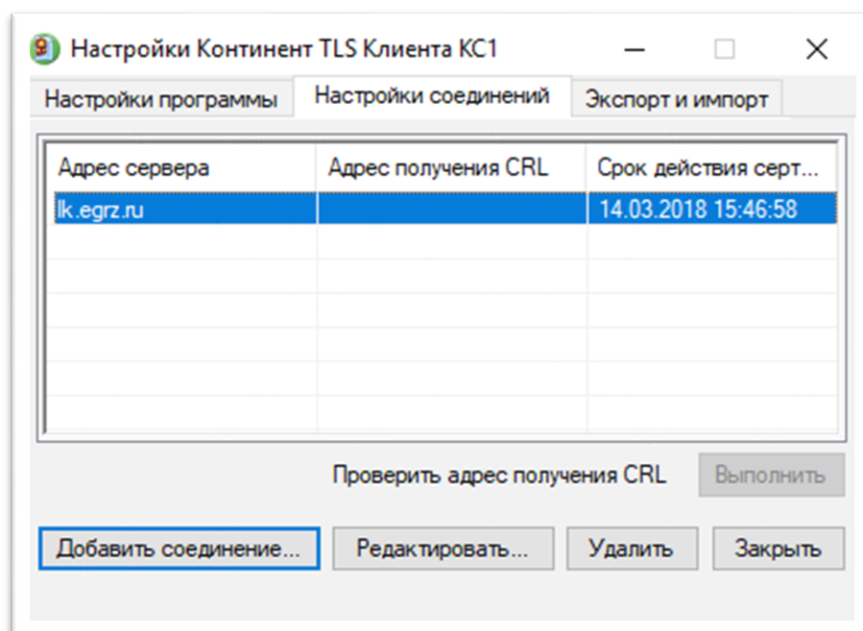 Настройки Континент TLS Клиента КС1
Настройки программы Настройки соединений Экспорт и импорт
Адрес сервера Адрес получения CRL Срок действия серт...
lk.egrz.ru 14.03.2018 15:46:58
Проверить адрес получения CRL Выполнить
Добавить соединение... Редактировать... Удалить Закрыть